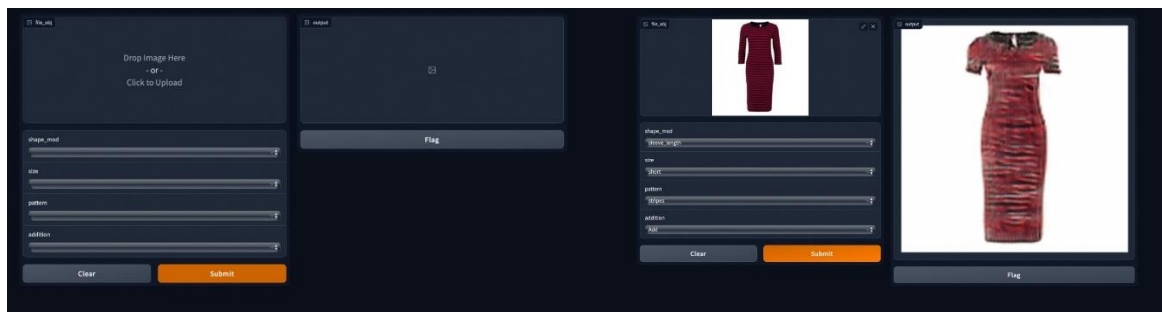 file_obj
Drop Image Here
- or -
Click to Upload
shape_mod
size
pattern
addition
Clear
Submit
output
Flag
file_obj
shape_mod
sleeve_length
size
short
pattern
stripes
addition
Add
Clear
Submit
output
Flag